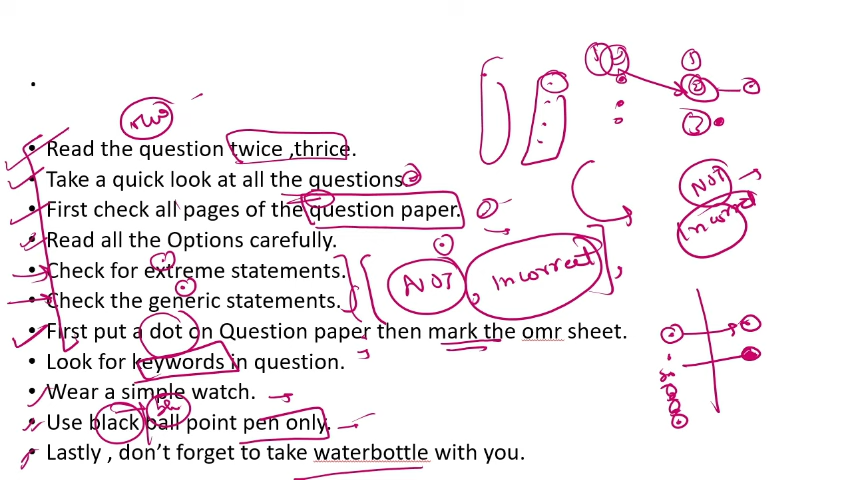 •
• Read the question twice ,thrice.
• Take a quick look at all the questions.
• First check all pages of the question paper.
• Read all the Options carefully.
• Check for extreme statements.
• Check the generic statements.
NOT, Incorrect,
NOT
Incorrect
• First put a dot on Question paper then mark the omr sheet.
• Look for keywords in question.
• Wear a simple watch.
• Use black ball point pen only.
• Lastly , don’t forget to take waterbottle with you.